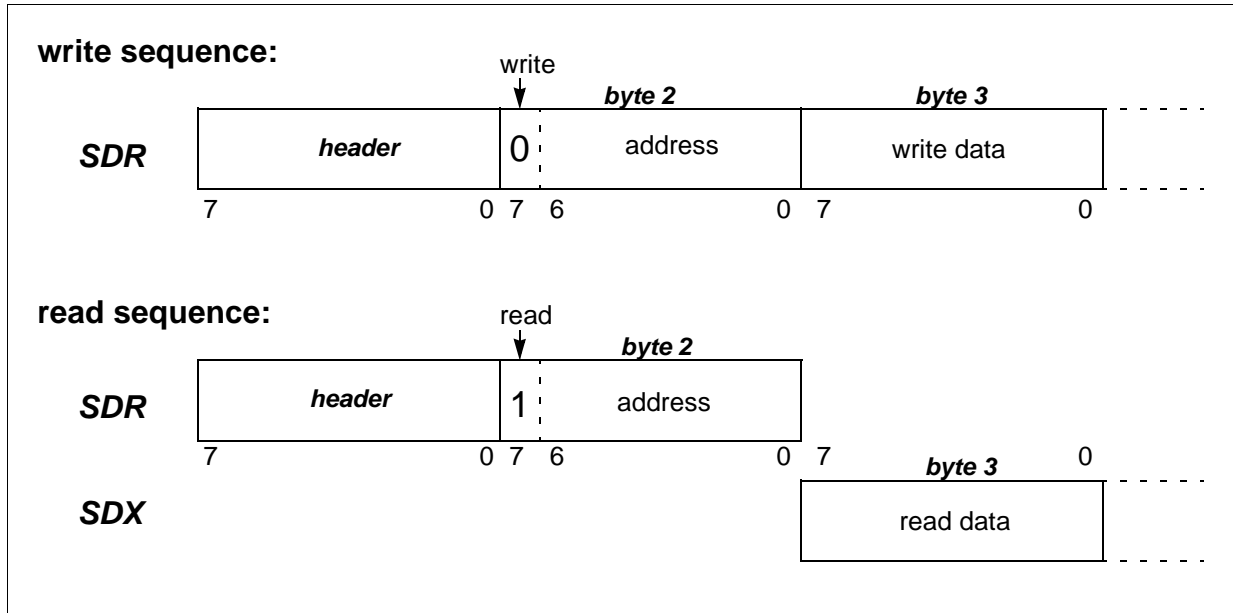 write sequence:
write
byte 2 byte 3
SDR header 0 address write data
7 0 7 6 0 7 0
read sequence:
read
byte 2
SDR header 1 address
7 0 7 6 0 7 0
byte 3
SDX read data